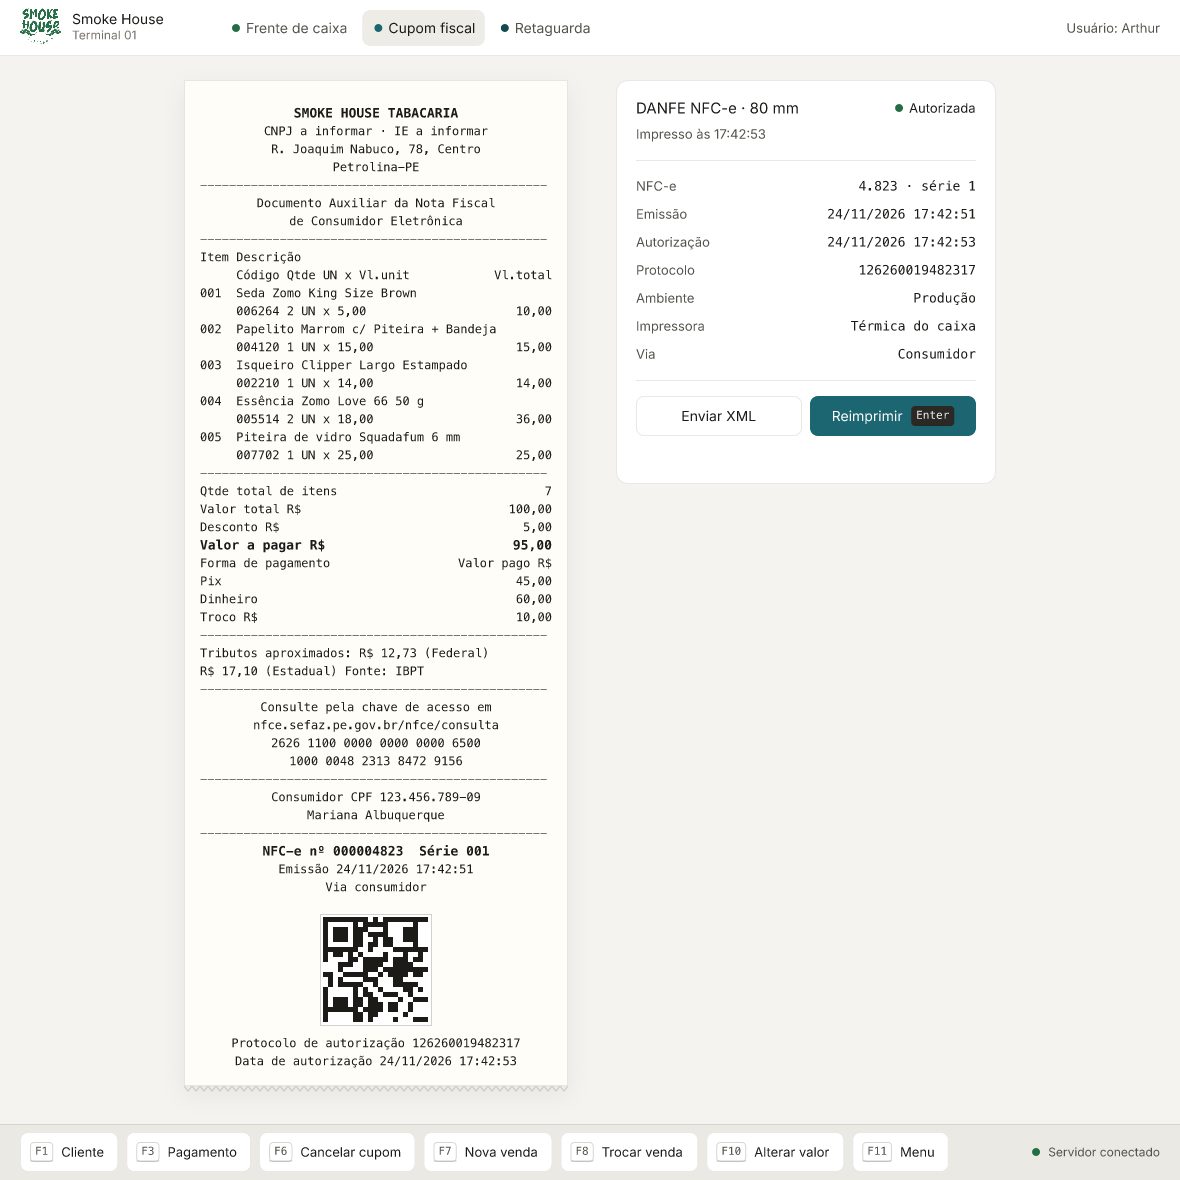 SMOKE HOUSE
Smoke House
Terminal 01
Frente de caixa
Cupom fiscal
Retaguarda
Usuário: Arthur
SMOKE HOUSE TABACARIA
CNPJ a informar · IE a informar
R. Joaquim Nabuco, 78, Centro
Petrolina-PE
Documento Auxiliar da Nota Fiscal
de Consumidor Eletrônica
Item Descrição
Código Qtde UN x Vl.unit Vl.total
001 Seda Zomo King Size Brown
006264 2 UN x 5,00 10,00
002 Papelito Marrom c/ Piteira + Bandeja
004120 1 UN x 15,00 15,00
003 Isqueiro Clipper Largo Estampado
002210 1 UN x 14,00 14,00
004 Essência Zomo Love 66 50 g
005514 2 UN x 18,00 36,00
005 Piteira de vidro Squadafum 6 mm
007702 1 UN x 25,00 25,00
Qtde total de itens 7
Valor total R$ 100,00
Desconto R$ 5,00
Valor a pagar R$ 95,00
Forma de pagamento Valor pago R$
Pix 45,00
Dinheiro 60,00
Troco R$ 10,00
Tributos aproximados: R$ 12,73 (Federal)
R$ 17,10 (Estadual) Fonte: IBPT
Consulte pela chave de acesso em
nfce.sefaz.pe.gov.br/nfce/consulta
2626 1100 0000 0000 0000 6500
1000 0048 2313 8472 9156
Consumidor CPF 123.456.789-09
Mariana Albuquerque
NFC-e nº 000004823 Série 001
Emissão 24/11/2026 17:42:51
Via consumidor
Protocolo de autorização 126260019482317
Data de autorização 24/11/2026 17:42:53
DANFE NFC-e · 80 mm
Autorizada
Impresso às 17:42:53
NFC-e 4.823 · série 1
Emissão 24/11/2026 17:42:51
Autorização 24/11/2026 17:42:53
Protocolo 126260019482317
Ambiente Produção
Impressora Térmica do caixa
Via Consumidor
Enviar XML
Reimprimir Enter
F1 Cliente
F3 Pagamento
F6 Cancelar cupom
F7 Nova venda
F8 Trocar venda
F10 Alterar valor
F11 Menu
Servidor conectado